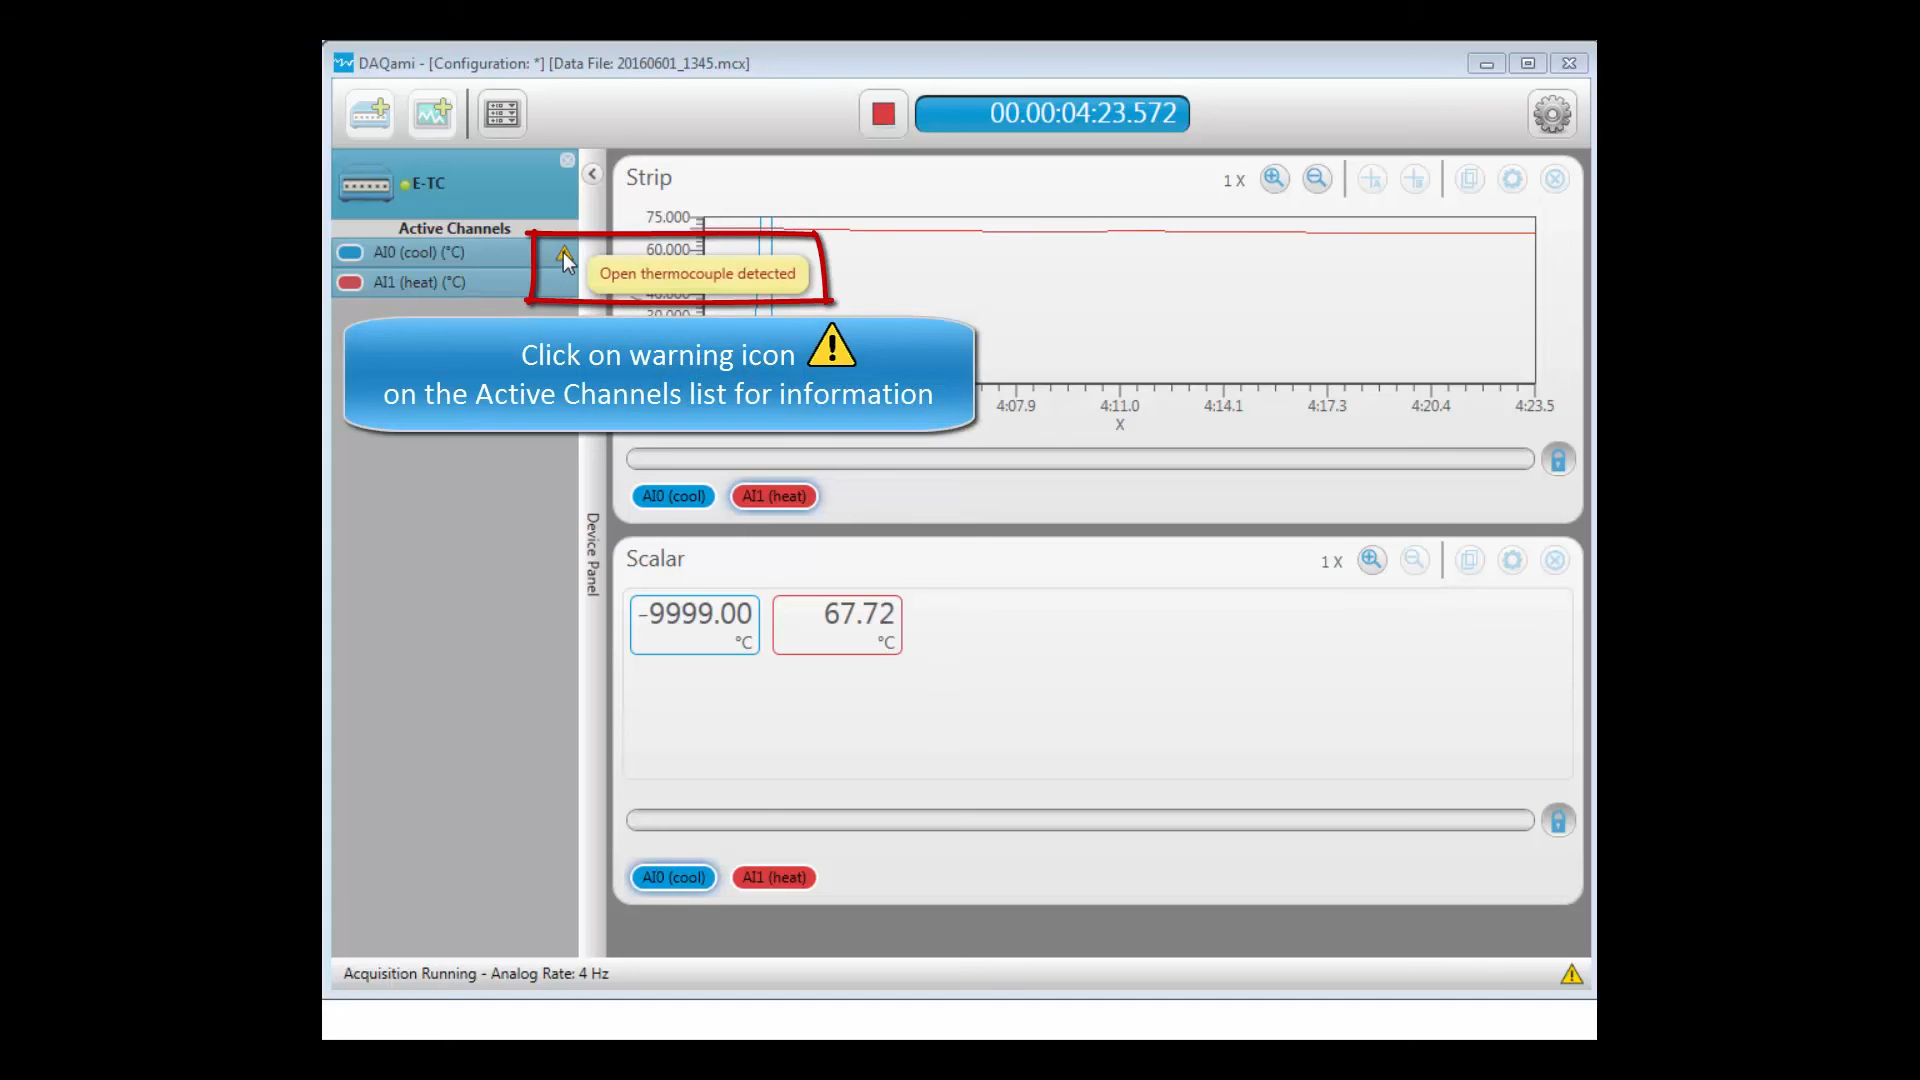 DAQami - [Configuration: *] [Data File: 20160601_1345.mcx]
00.00:04:23.572
E-TC
Active Channels
AI0 (cool) (°C)
AI1 (heat) (°C)
Open thermocouple detected
Click on warning icon
on the Active Channels list for information
Device Panel
Strip
1 X
75.000
60.000
40.000
30.000
4:07.9
4:11.0
4:14.1
4:17.3
4:20.4
4:23.5
X
AI0 (cool)
AI1 (heat)
Scalar
1 X
-9999.00
°C
67.72
°C
AI0 (cool)
AI1 (heat)
Acquisition Running - Analog Rate: 4 Hz